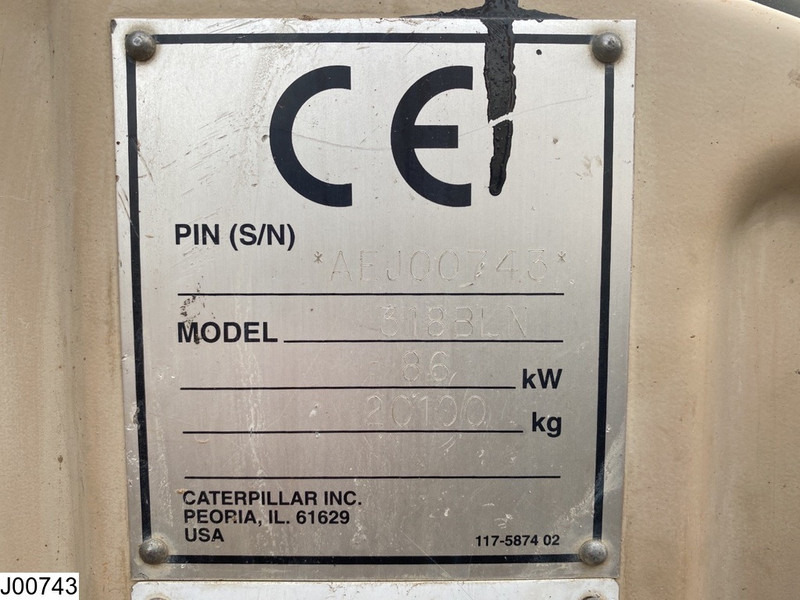 CE
PIN (S/N)
*AEJ00743*
MODEL 318BLN
86 kW
20100 kg
CATERPILLAR INC.
PEORIA, IL. 61629
USA
117-5874 02
J00743